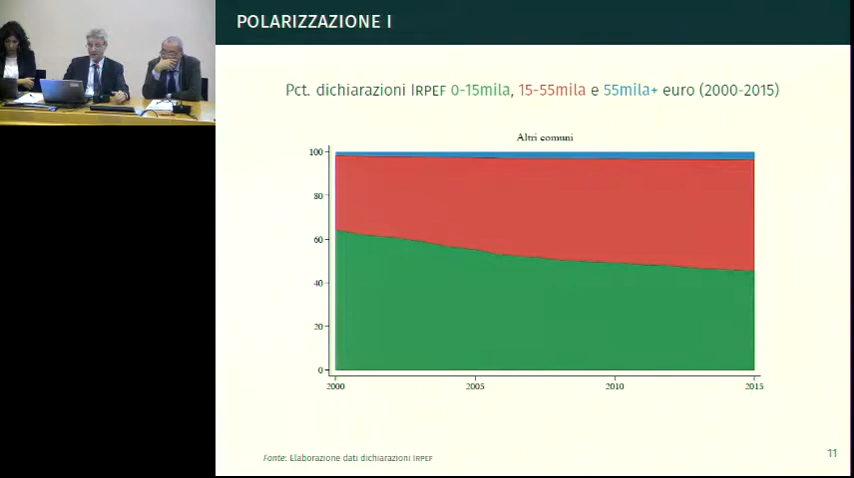 POLARIZZAZIONE I
Pct. dichiarazioni IRPEF 0-15mila, 15-55mila e 55mila+ euro (2000-2015)
Altri comuni
100
80
60
40
20
0
2000 2005 2010 2015
Fonte: Elaborazione dati dichiarazioni IRPEF
11